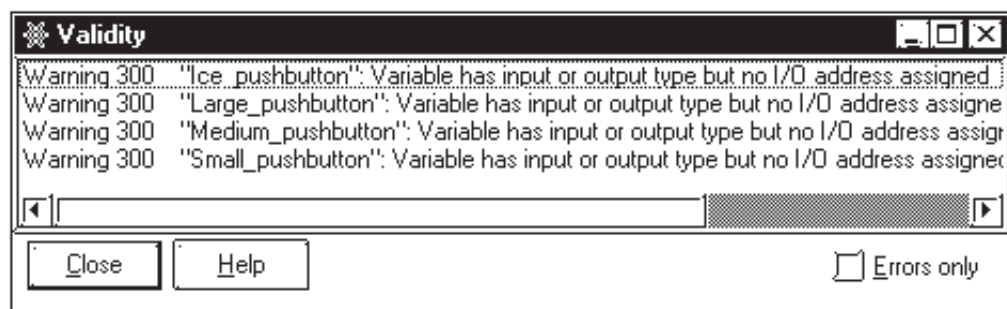 Validity
Warning 300 "Ice_pushbutton": Variable has input or output type but no I/O address assigned
Warning 300 "Large_pushbutton": Variable has input or output type but no I/O address assigne
Warning 300 "Medium_pushbutton": Variable has input or output type but no I/O address assig
Warning 300 "Small_pushbutton": Variable has input or output type but no I/O address assigned
Close Help Errors only